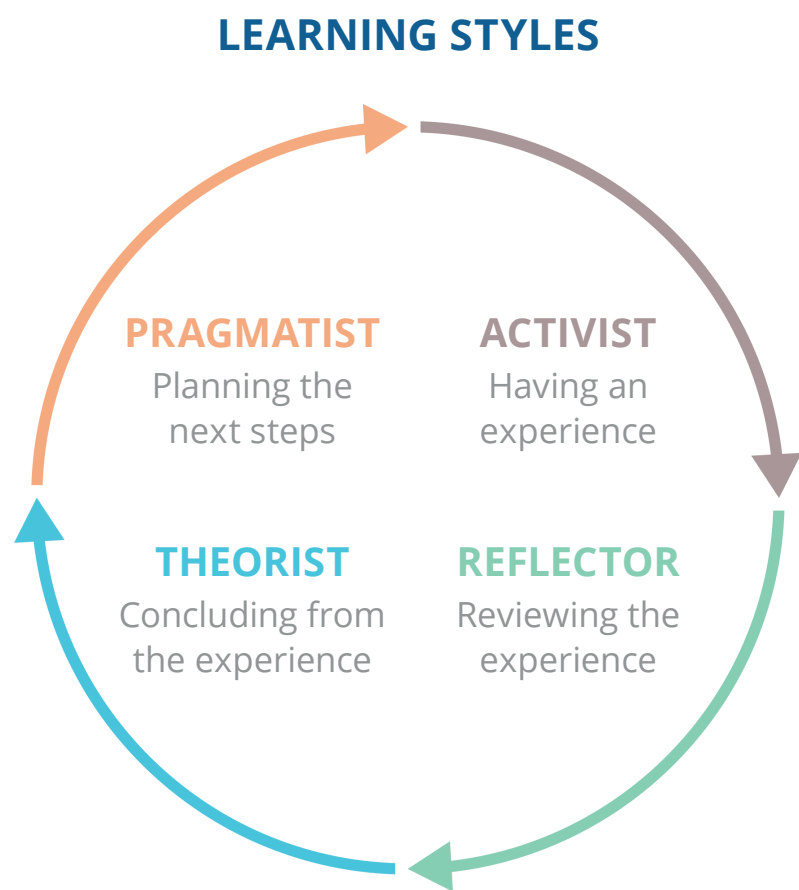 LEARNING STYLES
PRAGMATIST
Planning the
next steps
ACTIVIST
Having an
experience
THEORIST
Concluding from
the experience
REFLECTOR
Reviewing the
experience